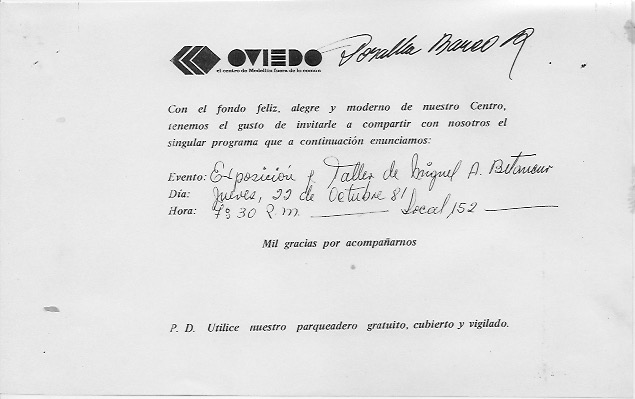 OVIEDO
el centro de Medellín fuera de lo común
Con el fondo feliz, alegre y moderno de nuestro Centro,
tenemos el gusto de invitarle a compartir con nosotros el
singular programa que a continuación enunciamos:
Evento: Exposición y Taller de Miguel A. Betancur
Día: Jueves, 22 de Octubre 81
Hora: 7:30 P.m. Local 152
Mil gracias por acompañarnos
P. D. Utilice nuestro parqueadero gratuito, cubierto y vigilado.